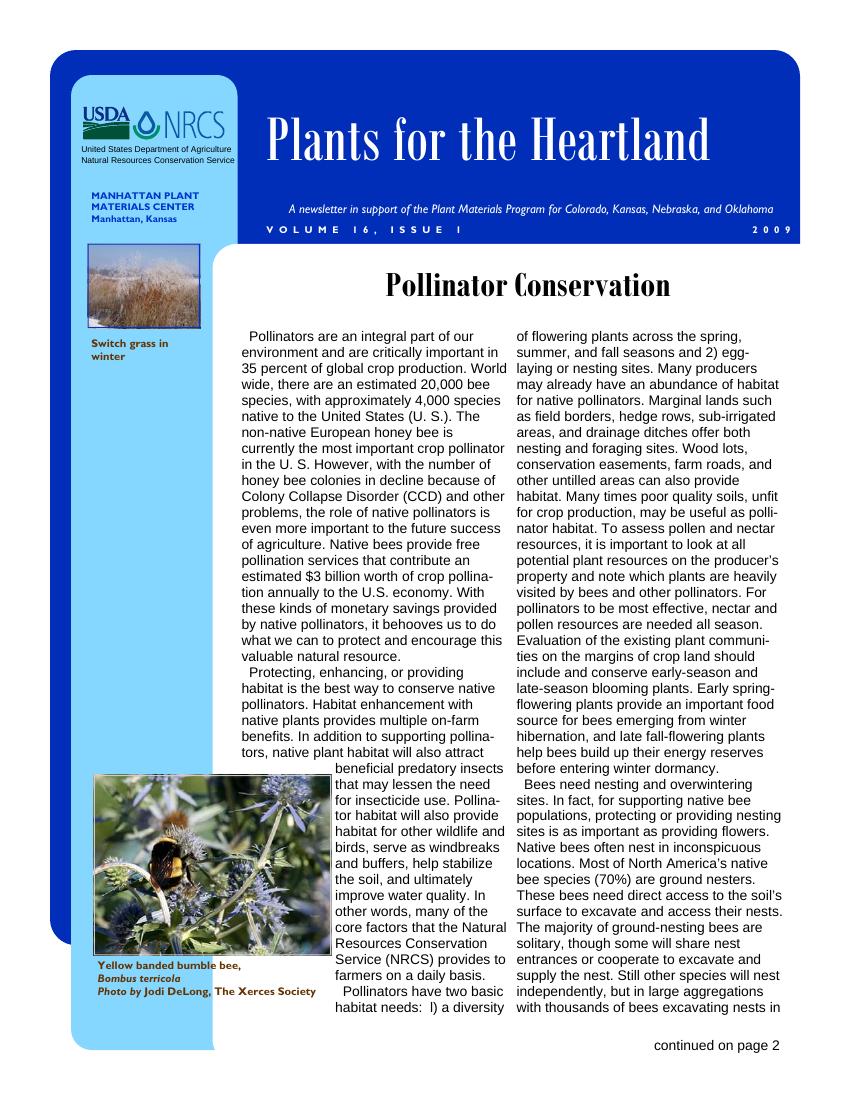 USDA NRCS
United States Department of Agriculture
Natural Resources Conservation Service
MANHATTAN PLANT
MATERIALS CENTER
Manhattan, Kansas
Switch grass in
winter
Plants for the Heartland
A newsletter in support of the Plant Materials Program for Colorado, Kansas, Nebraska, and Oklahoma
VOLUME 16, ISSUE 1 2009
Pollinator Conservation
Pollinators are an integral part of our
environment and are critically important in
35 percent of global crop production. World
wide, there are an estimated 20,000 bee
species, with approximately 4,000 species
native to the United States (U. S.). The
non-native European honey bee is
currently the most important crop pollinator
in the U. S. However, with the number of
honey bee colonies in decline because of
Colony Collapse Disorder (CCD) and other
problems, the role of native pollinators is
even more important to the future success
of agriculture. Native bees provide free
pollination services that contribute an
estimated $3 billion worth of crop pollina-
tion annually to the U.S. economy. With
these kinds of monetary savings provided
by native pollinators, it behooves us to do
what we can to protect and encourage this
valuable natural resource.
Protecting, enhancing, or providing
habitat is the best way to conserve native
pollinators. Habitat enhancement with
native plants provides multiple on-farm
benefits. In addition to supporting pollina-
tors, native plant habitat will also attract
beneficial predatory insects
that may lessen the need
for insecticide use. Pollina-
tor habitat will also provide
habitat for other wildlife and
birds, serve as windbreaks
and buffers, help stabilize
the soil, and ultimately
improve water quality. In
other words, many of the
core factors that the Natural
Resources Conservation
Service (NRCS) provides to
farmers on a daily basis.
Pollinators have two basic
habitat needs: l) a diversity
of flowering plants across the spring,
summer, and fall seasons and 2) egg-
laying or nesting sites. Many producers
may already have an abundance of habitat
for native pollinators. Marginal lands such
as field borders, hedge rows, sub-irrigated
areas, and drainage ditches offer both
nesting and foraging sites. Wood lots,
conservation easements, farm roads, and
other untilled areas can also provide
habitat. Many times poor quality soils, unfit
for crop production, may be useful as polli-
nator habitat. To assess pollen and nectar
resources, it is important to look at all
potential plant resources on the producer's
property and note which plants are heavily
visited by bees and other pollinators. For
pollinators to be most effective, nectar and
pollen resources are needed all season.
Evaluation of the existing plant communi-
ties on the margins of crop land should
include and conserve early-season and
late-season blooming plants. Early spring-
flowering plants provide an important food
source for bees emerging from winter
hibernation, and late fall-flowering plants
help bees build up their energy reserves
before entering winter dormancy.
Bees need nesting and overwintering
sites. In fact, for supporting native bee
populations, protecting or providing nesting
sites is as important as providing flowers.
Native bees often nest in inconspicuous
locations. Most of North America's native
bee species (70%) are ground nesters.
These bees need direct access to the soil's
surface to excavate and access their nests.
The majority of ground-nesting bees are
solitary, though some will share nest
entrances or cooperate to excavate and
supply the nest. Still other species will nest
independently, but in large aggregations
with thousands of bees excavating nests in
Yellow banded bumble bee,
Bombus terricola
Photo by Jodi DeLong, The Xerces Society
continued on page 2